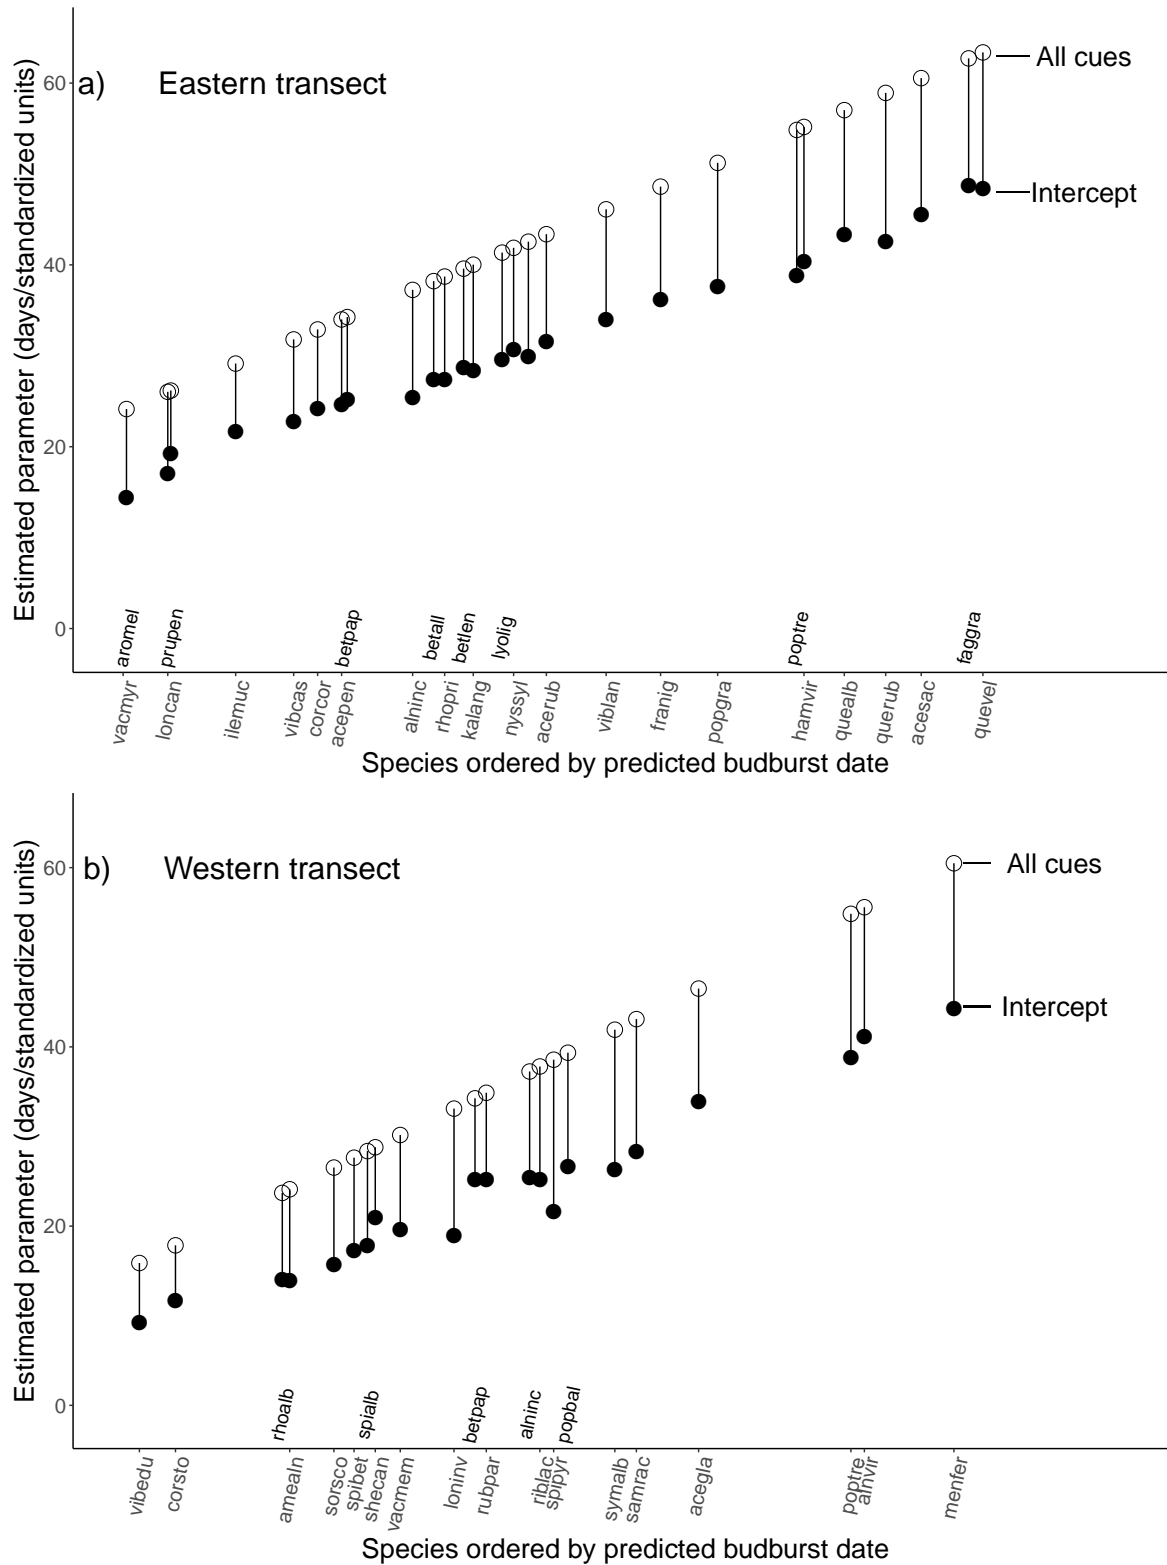 a) Eastern transect
All cues
Intercept
Estimated parameter (days/standardized units)
60
40
20
0
aromel
prupen
betpap
betall
betlen
lyolig
poptre
faggra
vacmyr
loncan
ilemuc
vibcas
corcor
acepen
alninc
rhopri
kalang
nyssyl
acerub
viblan
franig
popgra
hamvir
quealb
querub
acesac
quevel
Species ordered by predicted budburst date
b) Western transect
All cues
Intercept
Estimated parameter (days/standardized units)
60
40
20
0
rhoalb
spialb
betpap
alninc
popbal
vibedu
corsto
amealn
sorsco
spibet
shecan
vacmem
loninv
rubpar
riblac
spipyr
symalb
samrac
acegla
poptre
alnvir
menfer
Species ordered by predicted budburst date